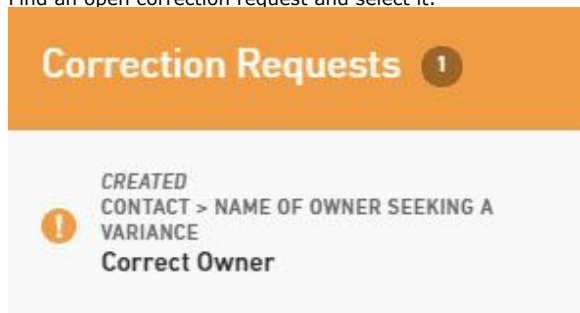 Find an open correction request and select it.
Correction Requests 1
CREATED
CONTACT > NAME OF OWNER SEEKING A
VARIANCE
Correct Owner